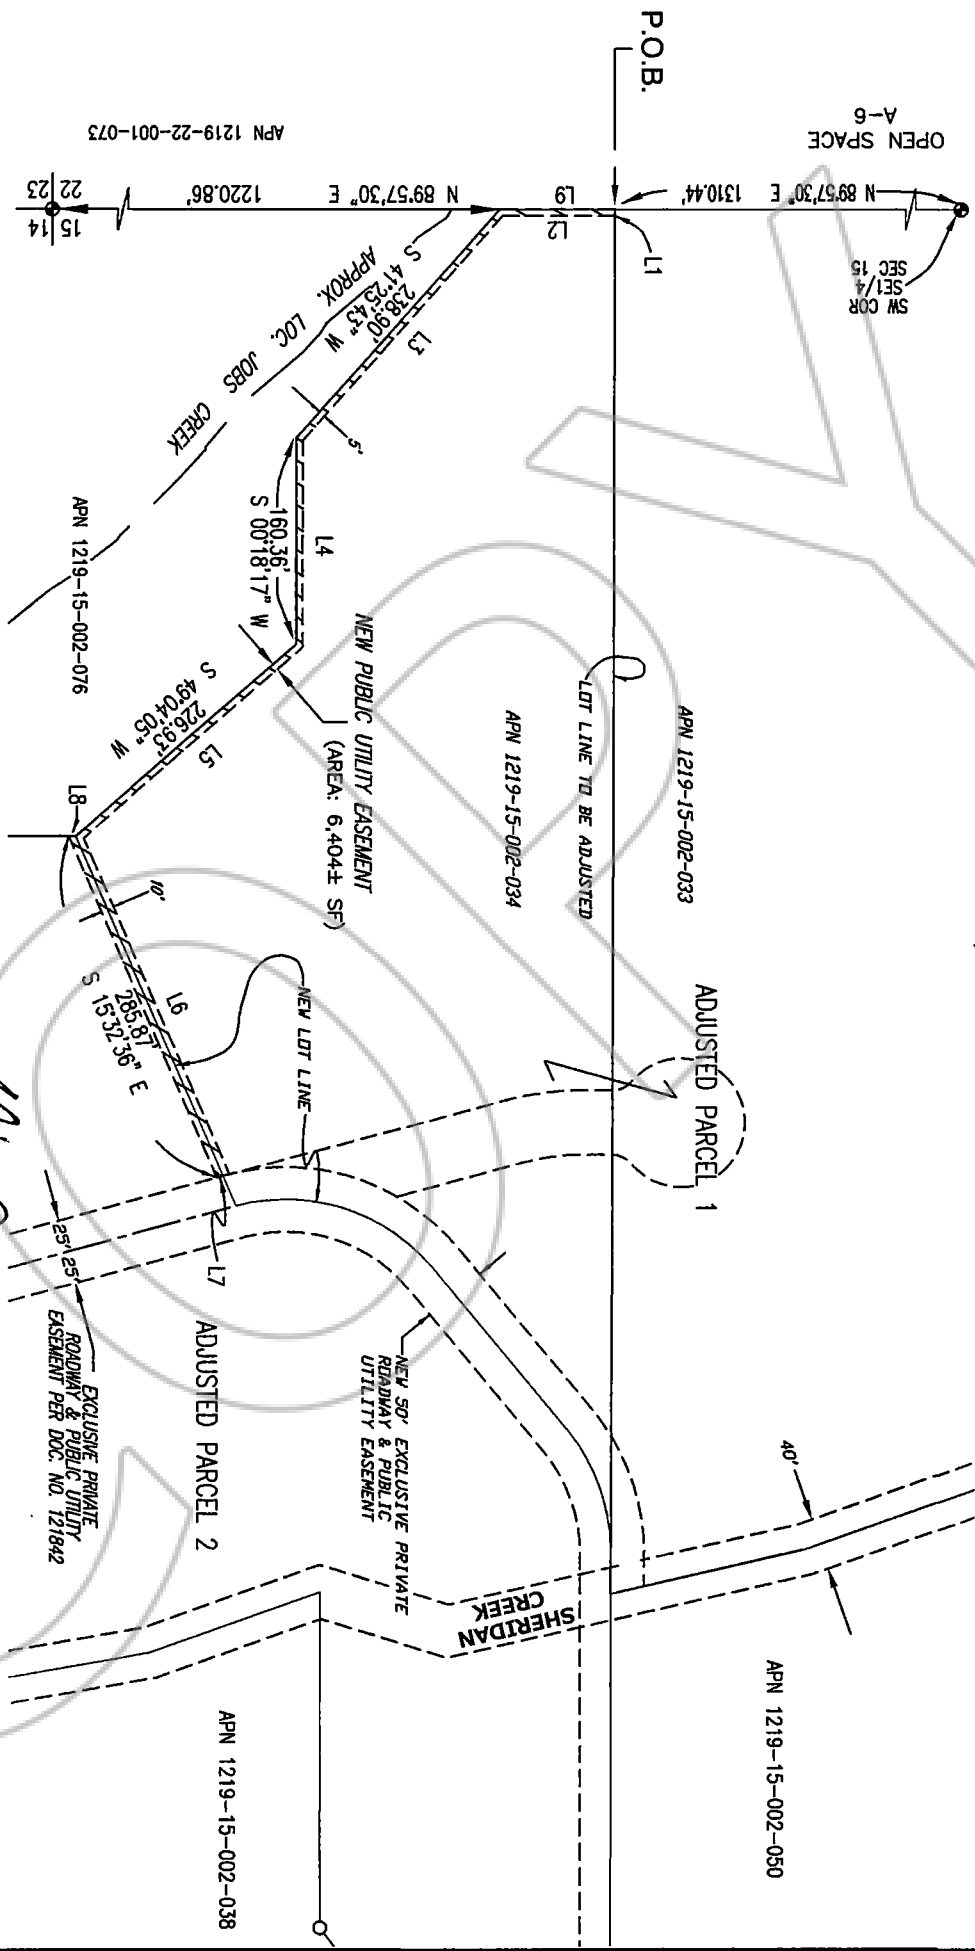 P.O.B.
OPEN SPACE
A-6
APN 1219-22-001-073
22
23
15
14
N 89°57'30" E
1220.86'
L9
L2
N 89°57'30" E
1310.44'
L1
SW COR
SE1/4
SEC 15
S 41°25'43" W
238.90'
L3
5'
APPROX. LOC. JOBS CREEK
160.36'
S 00°18'17" W
L4
APN 1219-15-002-076
S 49°04'05" W
226.93'
L5
L8
NEW PUBLIC UTILITY EASEMENT
(AREA: 6,404± SF)
LOT LINE TO BE ADJUSTED
APN 1219-15-002-034
APN 1219-15-002-033
10'
L6
285.87'
S 15°32'36" E
NEW LOT LINE
ADJUSTED PARCEL 1
L7
25'
25'
EXCLUSIVE PRIVATE
ROADWAY & PUBLIC UTILITY
EASEMENT PER DOC. NO. 121842
ADJUSTED PARCEL 2
NEW 50' EXCLUSIVE PRIVATE
ROADWAY & PUBLIC
UTILITY EASEMENT
40'
SHERIDAN
CREEK
APN 1219-15-002-050
APN 1219-15-002-038
COPY